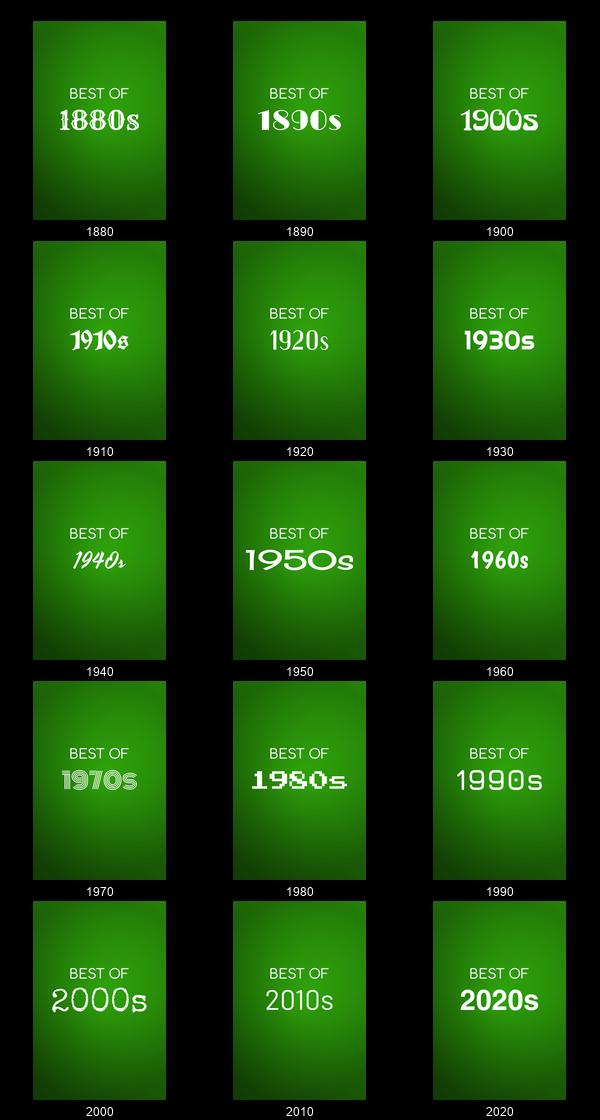 BEST OF
1880s
1880
BEST OF
1890s
1890
BEST OF
1900s
1900
BEST OF
1910s
1910
BEST OF
1920s
1920
BEST OF
1930s
1930
BEST OF
1940s
1940
BEST OF
1950s
1950
BEST OF
1960s
1960
BEST OF
1970s
1970
BEST OF
1980s
1980
BEST OF
1990s
1990
BEST OF
2000s
2000
BEST OF
2010s
2010
BEST OF
2020s
2020